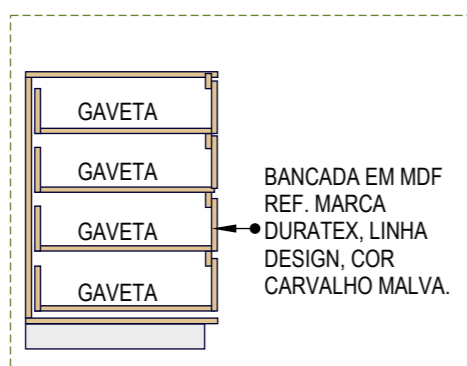 GAVETA
GAVETA
GAVETA
GAVETA
BANCADA EM MDF
REF. MARCA
DURATEX, LINHA
DESIGN, COR
CARVALHO MALVA.